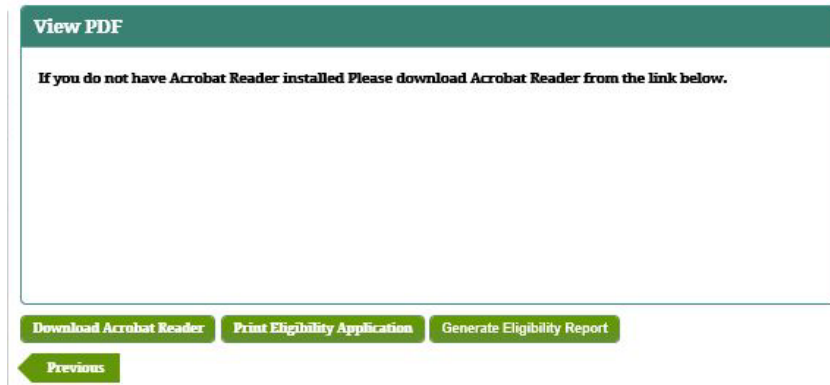 View PDF
If you do not have Acrobat Reader installed Please download Acrobat Reader from the link below.
Download Acrobat Reader Print Eligibility Application Generate Eligibility Report
Previous